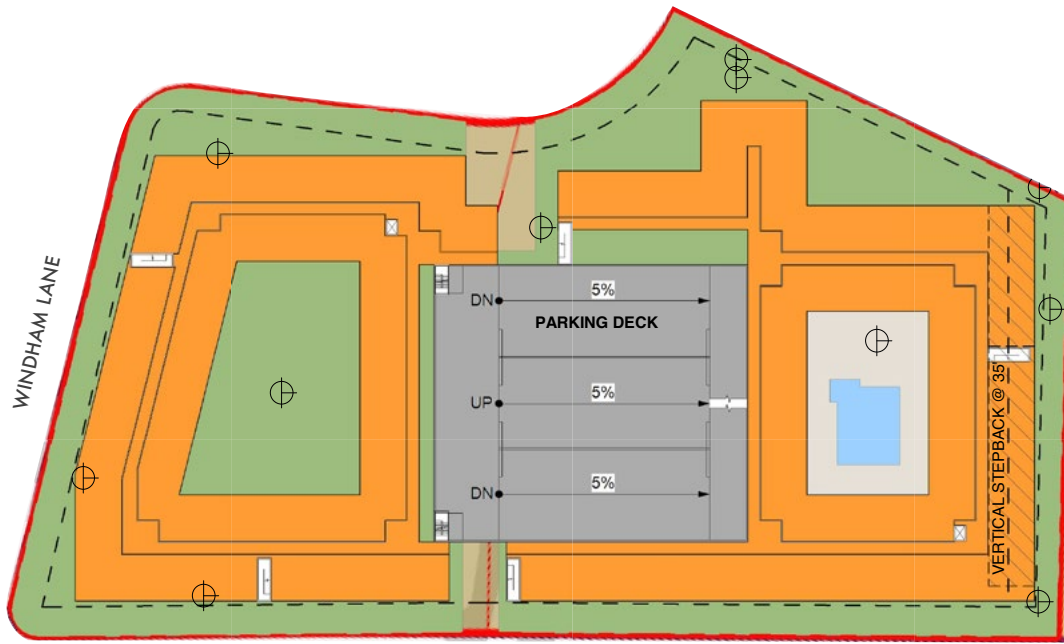 WINDHAM LANE
DN
5%
PARKING DECK
UP
5%
DN
5%
VERTICAL STEPBACK @ 35'